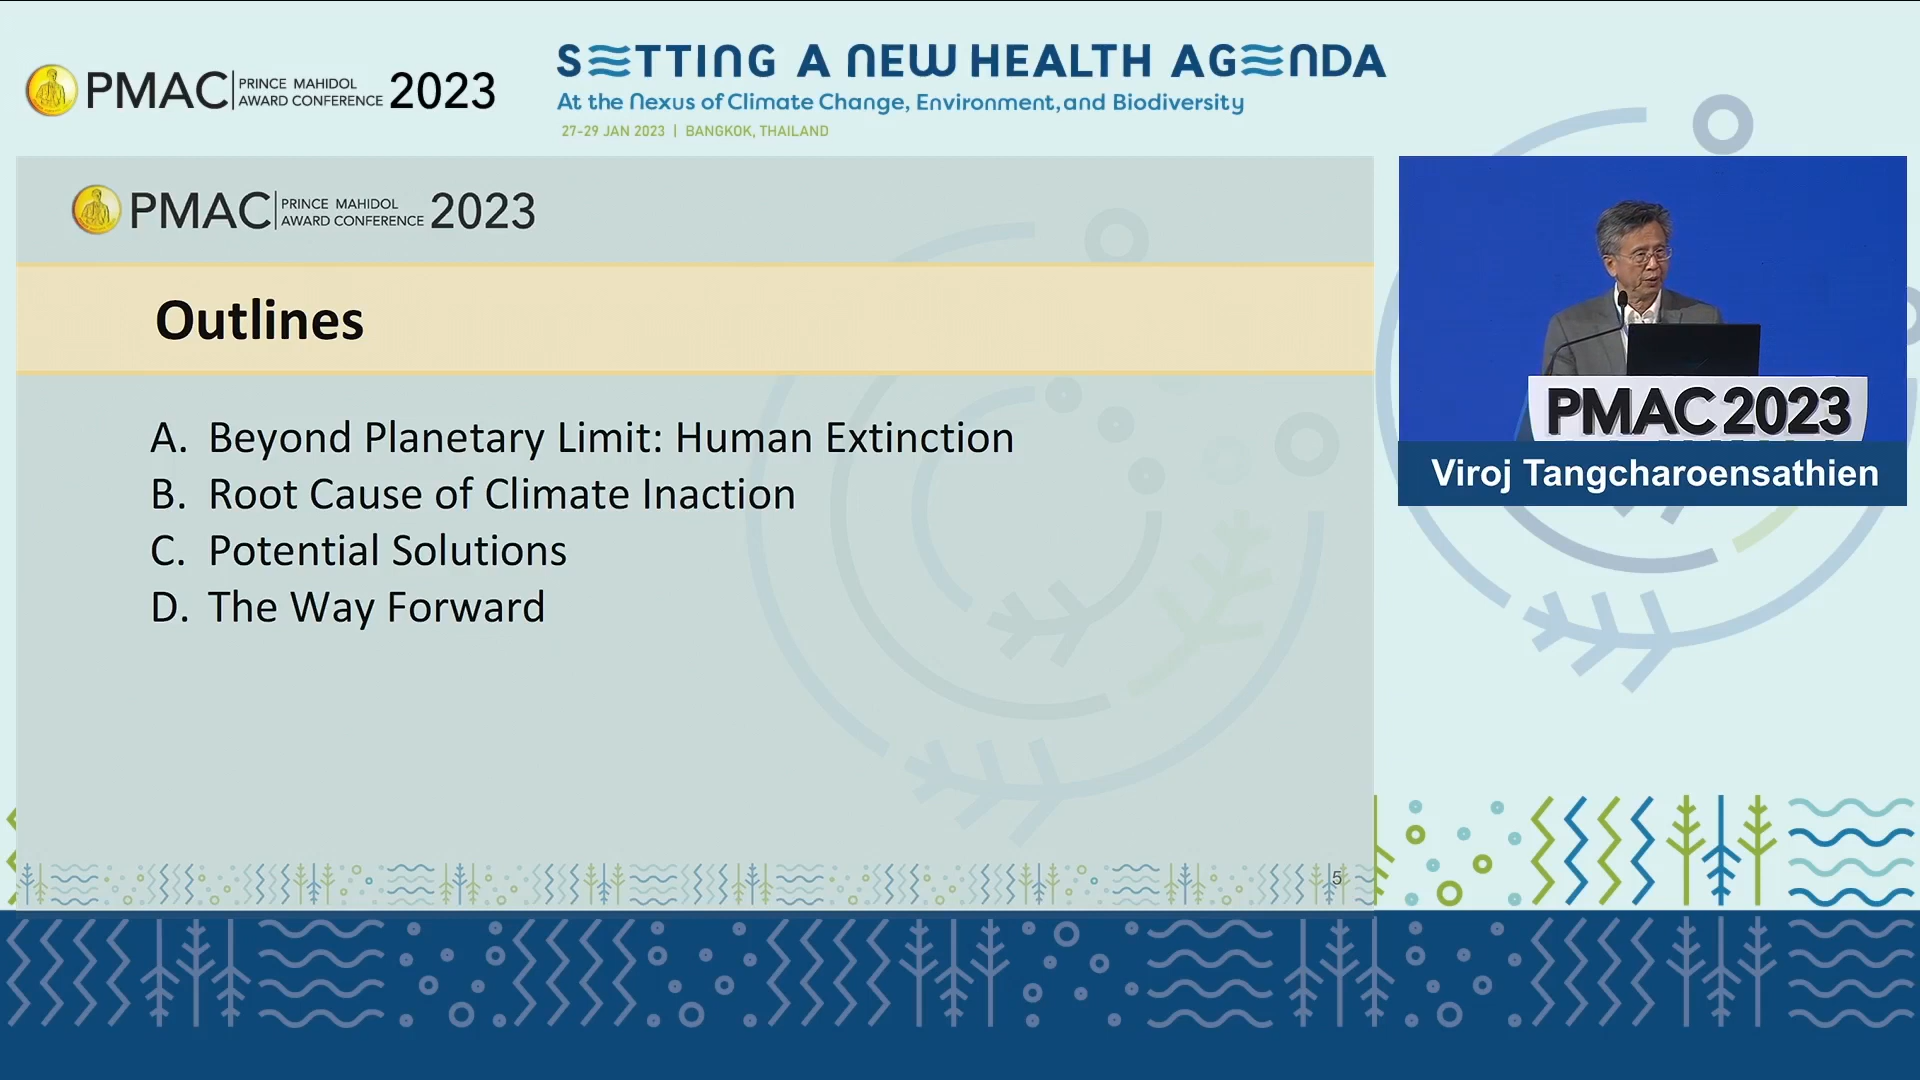 PMAC PRINCE MAHIDOL AWARD CONFERENCE 2023
SETTING A NEW HEALTH AGENDA
At the Nexus of Climate Change, Environment, and Biodiversity
27-29 JAN 2023 | BANGKOK, THAILAND
PMAC PRINCE MAHIDOL AWARD CONFERENCE 2023
Outlines
A. Beyond Planetary Limit: Human Extinction
B. Root Cause of Climate Inaction
C. Potential Solutions
D. The Way Forward
5
PMAC 2023
Viroj Tangcharoensathien